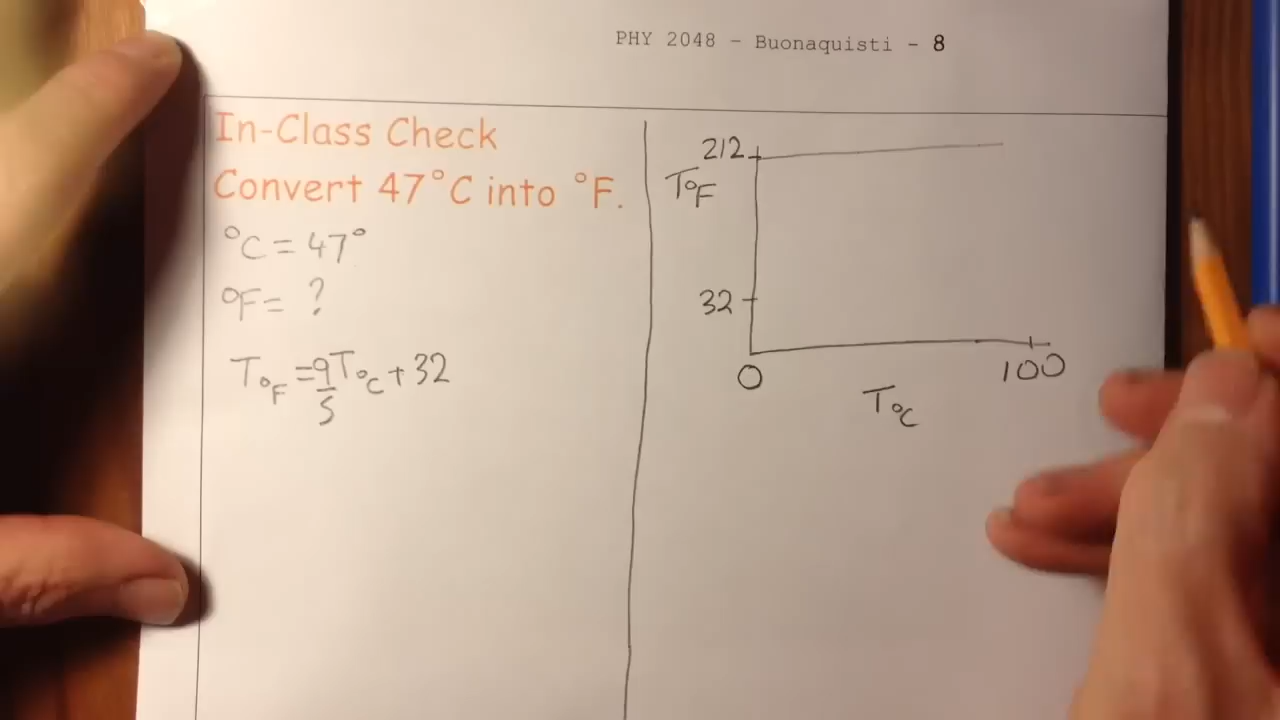 PHY 2048 – Buonaquisti - 8
In-Class Check
Convert 47°C into °F.
°C = 47°
°F = ?
T°F = 9/5 T°C + 32
212
T°F
32
0
100
T°C